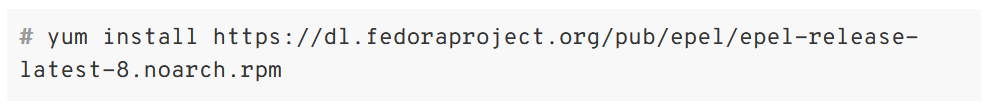 # yum install https://dl.fedoraproject.org/pub/epel/epel-release-
latest-8.noarch.rpm